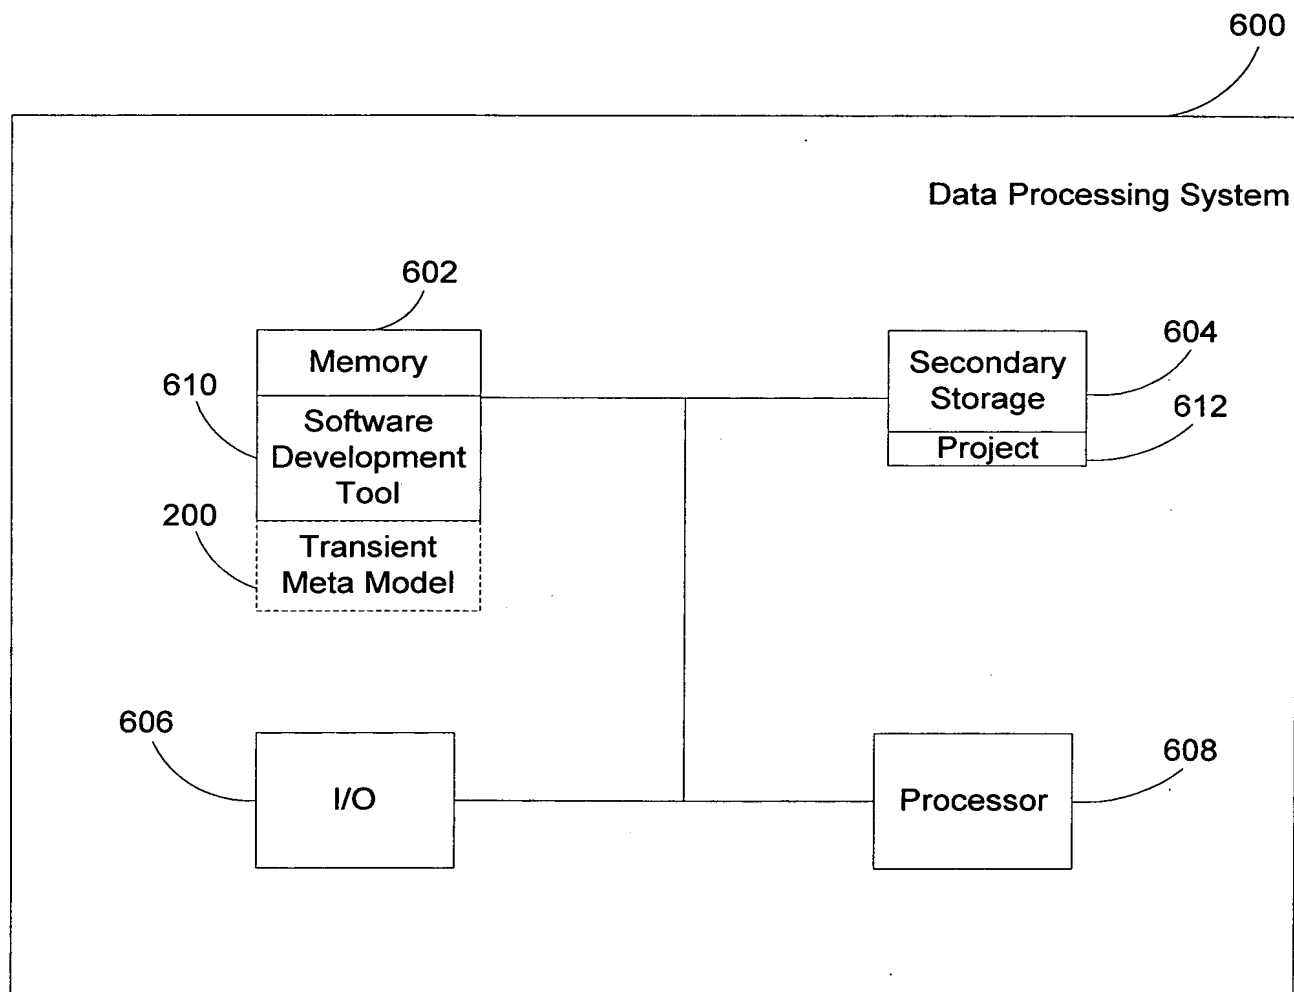 600
Data Processing System
602
Memory
610
Software
Development
Tool
200
Transient
Meta Model
604
Secondary
Storage
612
Project
606
I/O
608
Processor